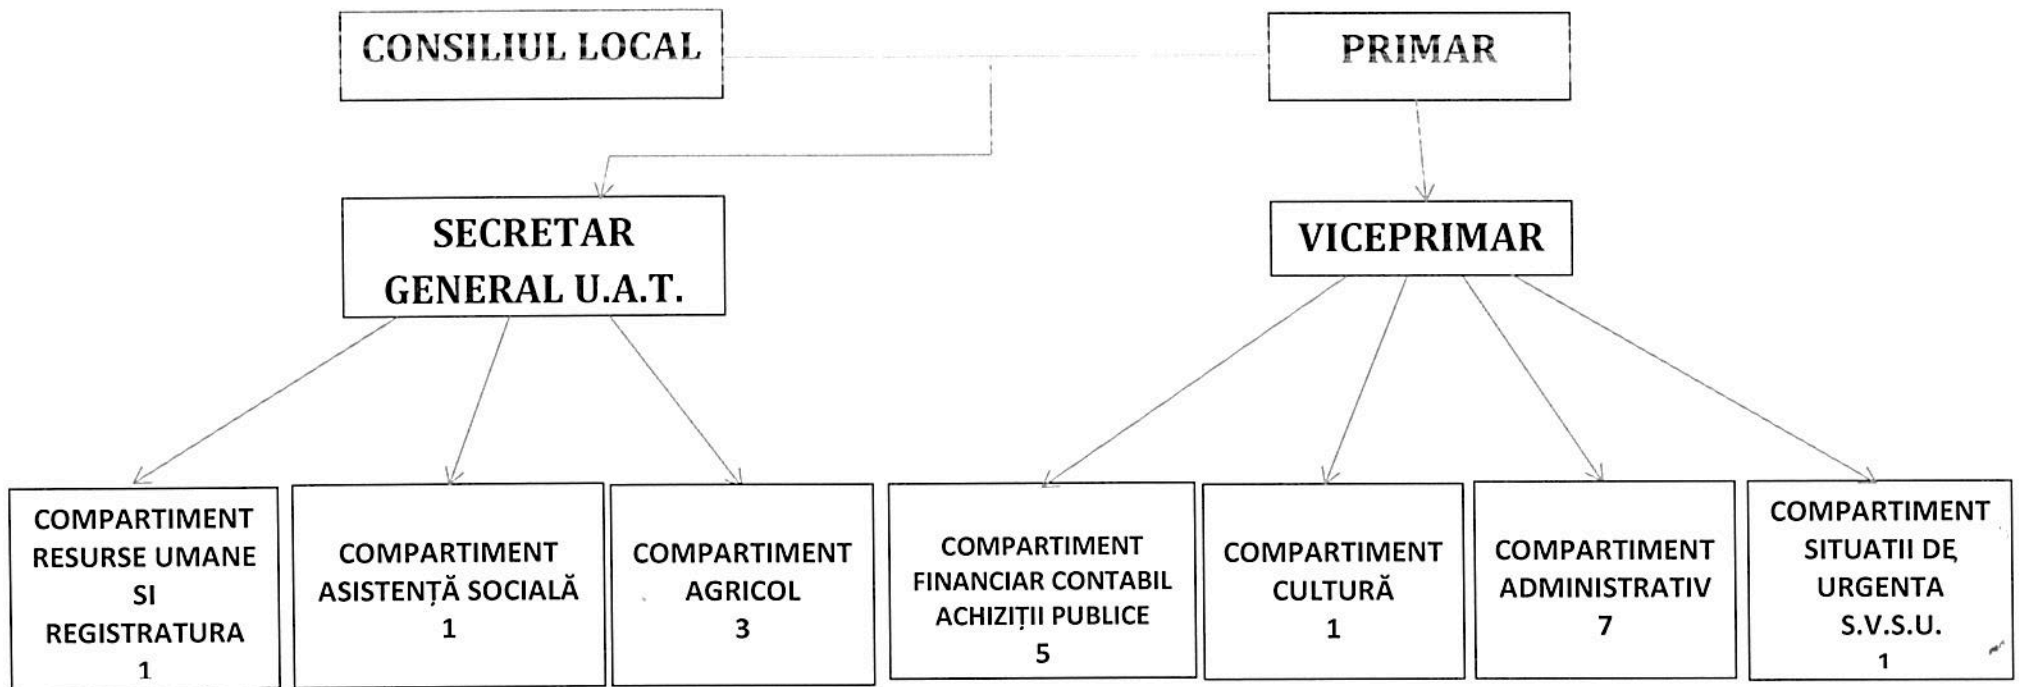 CONSILIUL LOCAL
PRIMAR
SECRETAR
GENERAL U.A.T.
VICEPRIMAR
COMPARTIMENT
RESURSE UMANE
SI
REGISTRATURA
1
COMPARTIMENT
ASISTENȚĂ SOCIALĂ
1
COMPARTIMENT
AGRICOL
3
COMPARTIMENT
FINANCIAR CONTABIL
ACHIZIȚII PUBLICE
5
COMPARTIMENT
CULTURĂ
1
COMPARTIMENT
ADMINISTRATIV
7
COMPARTIMENT
SITUATII DE
URGENTA
S.V.S.U.
1